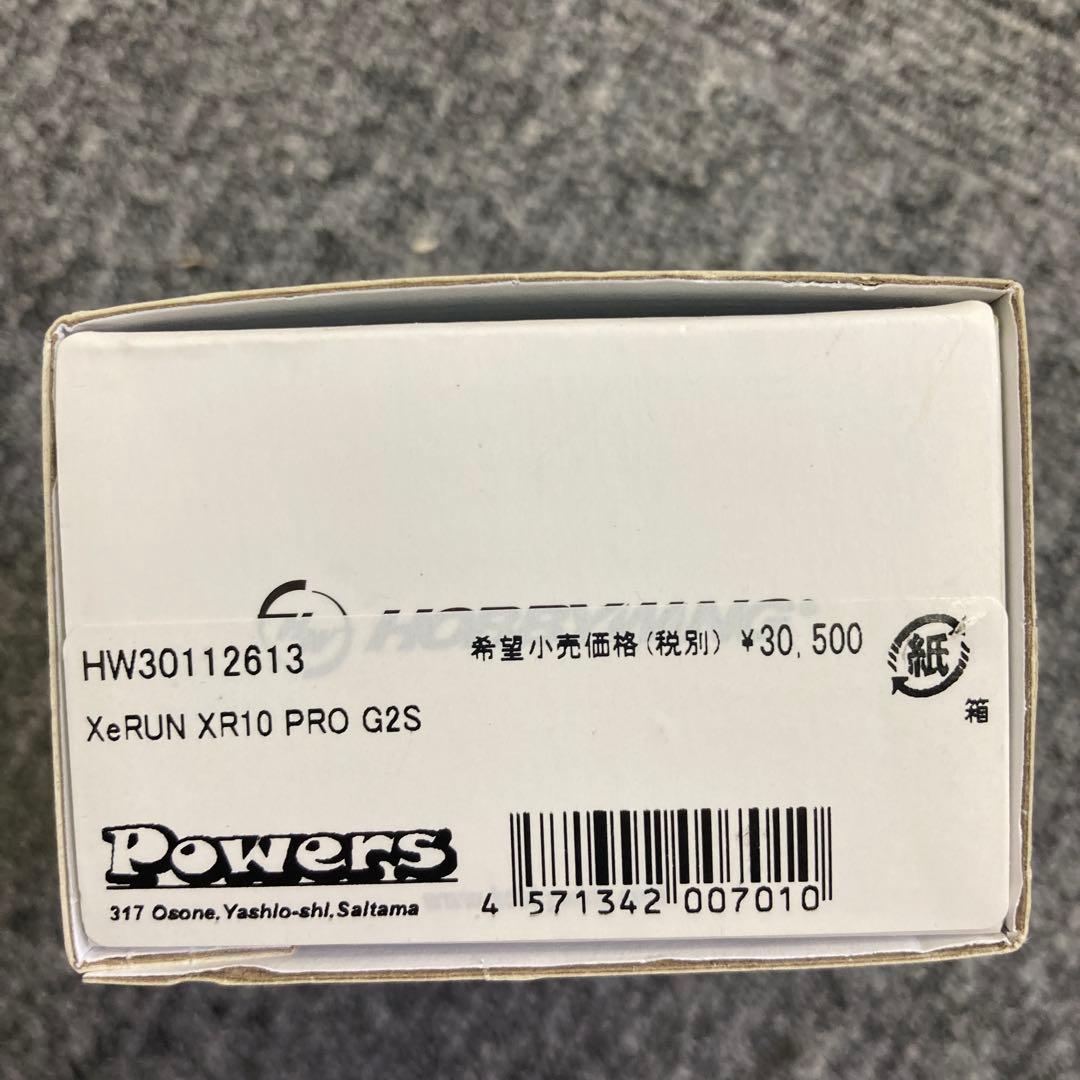 HOBBYWING
HW30112613
希望小売価格(税別) ¥30,500
紙
箱
XeRUN XR10 PRO G2S
Powers
317 Osone,Yashio-shi,Saitama
4 571342 007010